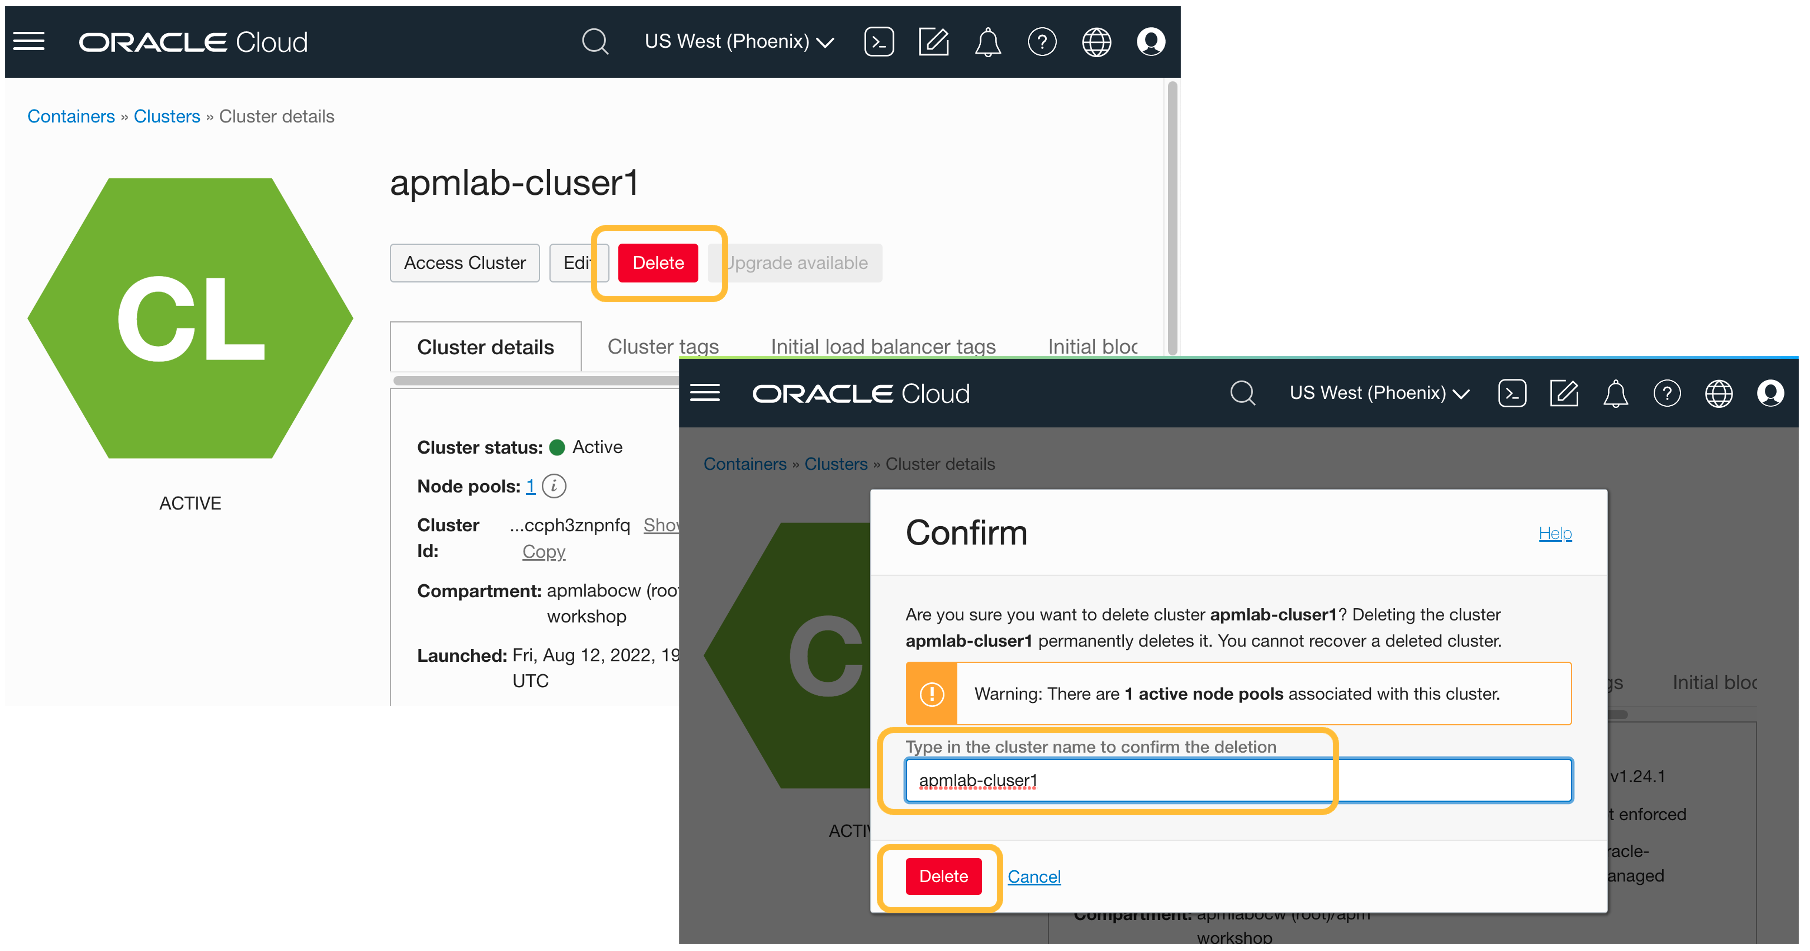 ORACLE Cloud
US West (Phoenix)
Containers » Clusters » Cluster details
apmlab-cluser1
Access Cluster Edit Delete Upgrade available
Cluster details Cluster tags Initial load balancer tags Initial bloc
CL
ACTIVE
Cluster status: Active
Node pools: 1
Cluster Id: ...ccph3znpnfq Show
Copy
Compartment: apmlabocw (root
workshop
Launched: Fri, Aug 12, 2022, 19
UTC
ORACLE Cloud
US West (Phoenix)
Containers » Clusters » Cluster details
C
ACTIV
Confirm
Help
Are you sure you want to delete cluster apmlab-cluser1? Deleting the cluster
apmlab-cluser1 permanently deletes it. You cannot recover a deleted cluster.
Warning: There are 1 active node pools associated with this cluster.
Type in the cluster name to confirm the deletion
apmlab-cluser1
Delete Cancel
gs Initial bloc
v1.24.1
t enforced
racle-
anaged
Compartment: apmlabocw (root)/apm
workshop